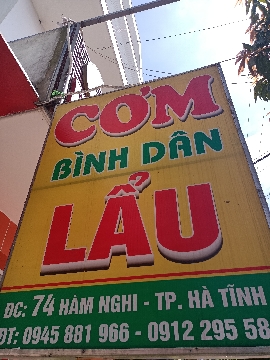 CƠM
BÌNH DÂN
LẨU
ĐC: 74 HÀM NGHI - TP. HÀ TĨNH
ĐT: 0945 881 966 - 0912 295 58